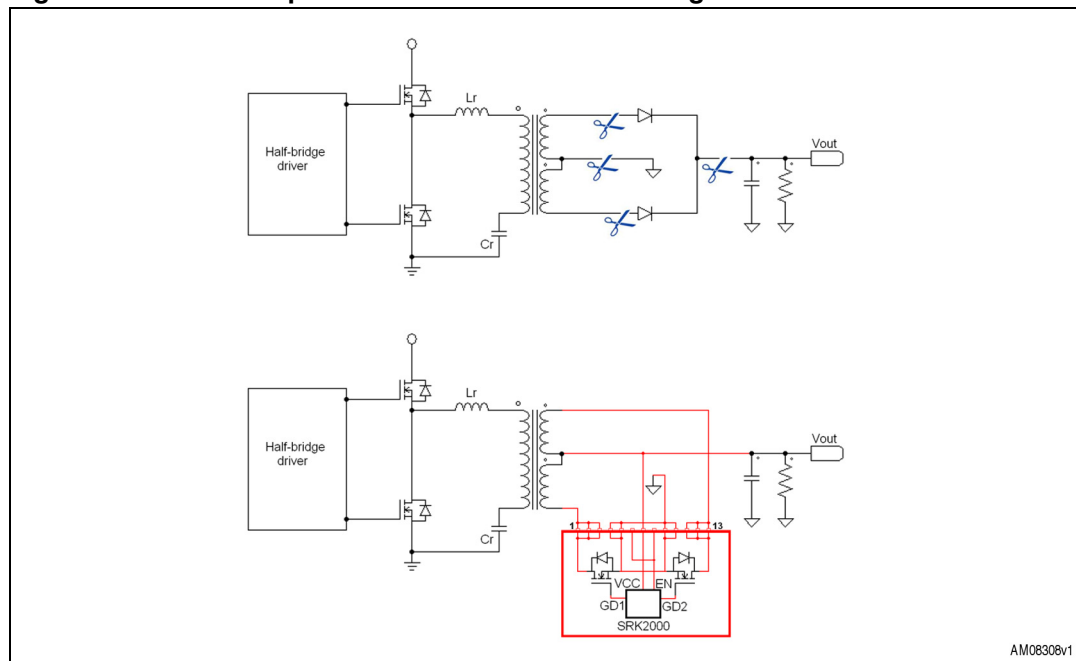 Half-bridge
driver
Lr
Cr
Vout
Half-bridge
driver
Lr
Cr
Vout
1
13
VCC
EN
GD1
GD2
SRK2000
AM08308v1